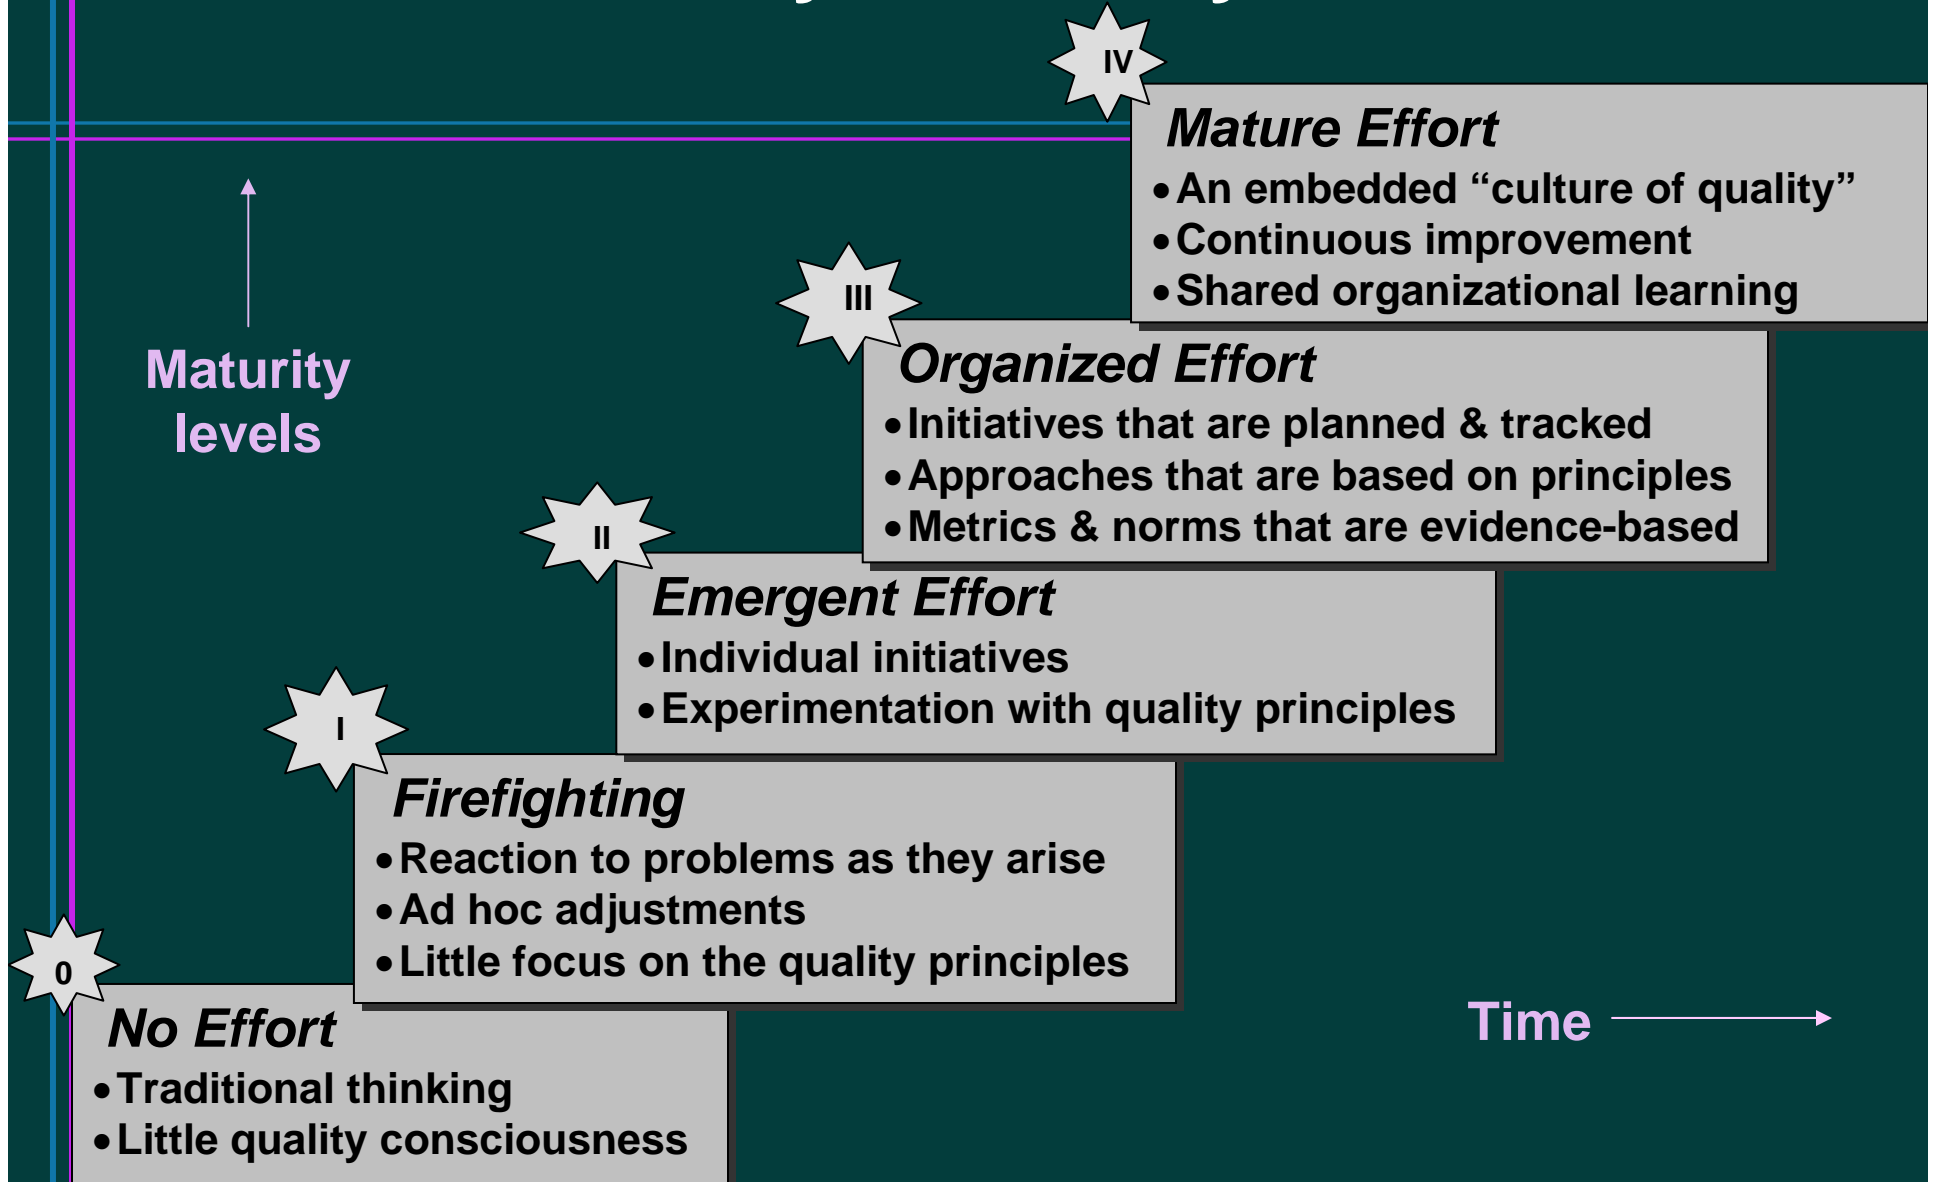 IV
Mature Effort
•An embedded “culture of quality”
•Continuous improvement
•Shared organizational learning
III
Organized Effort
•Initiatives that are planned & tracked
•Approaches that are based on principles
•Metrics & norms that are evidence-based
Maturity
levels
II
Emergent Effort
•Individual initiatives
•Experimentation with quality principles
I
Firefighting
•Reaction to problems as they arise
•Ad hoc adjustments
•Little focus on the quality principles
0
No Effort
•Traditional thinking
•Little quality consciousness
Time